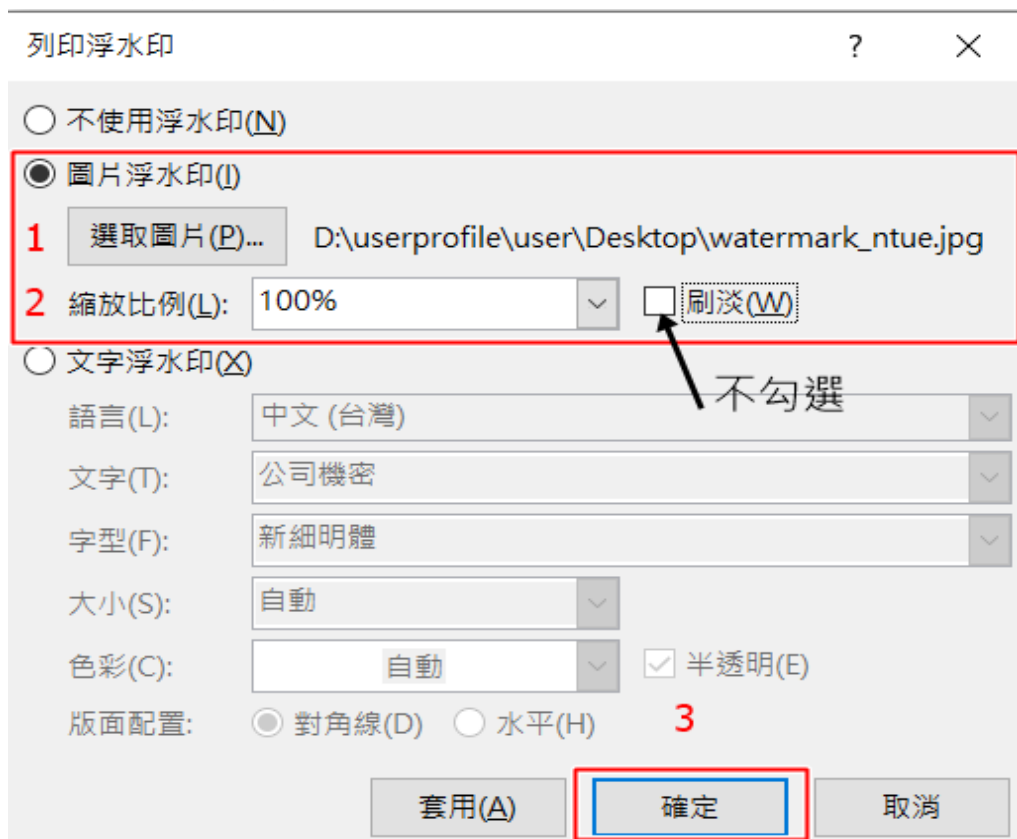 列印浮水印 ?
不使用浮水印(N)
圖片浮水印(I)
1 選取圖片(P)... D:\userprofile\user\Desktop\watermark_ntue.jpg
2 縮放比例(L): 100% 刷淡(W)
文字浮水印(X)
不勾選
語言(L): 中文 (台灣)
文字(T): 公司機密
字型(F): 新細明體
大小(S): 自動
色彩(C): 自動 半透明(E)
版面配置: 對角線(D) 水平(H) 3
套用(A) 確定 取消